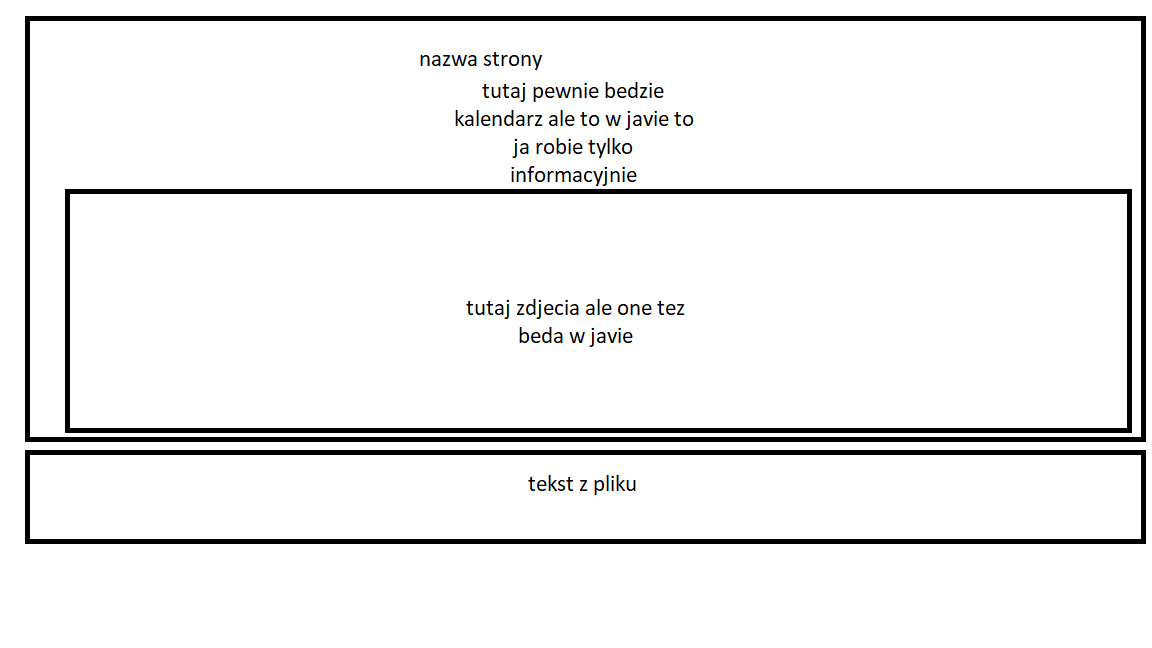 nazwa strony
tutaj pewnie bedzie
kalendarz ale to w javie to
ja robie tylko
informacyjnie
tutaj zdjecia ale one tez
beda w javie
tekst z pliku